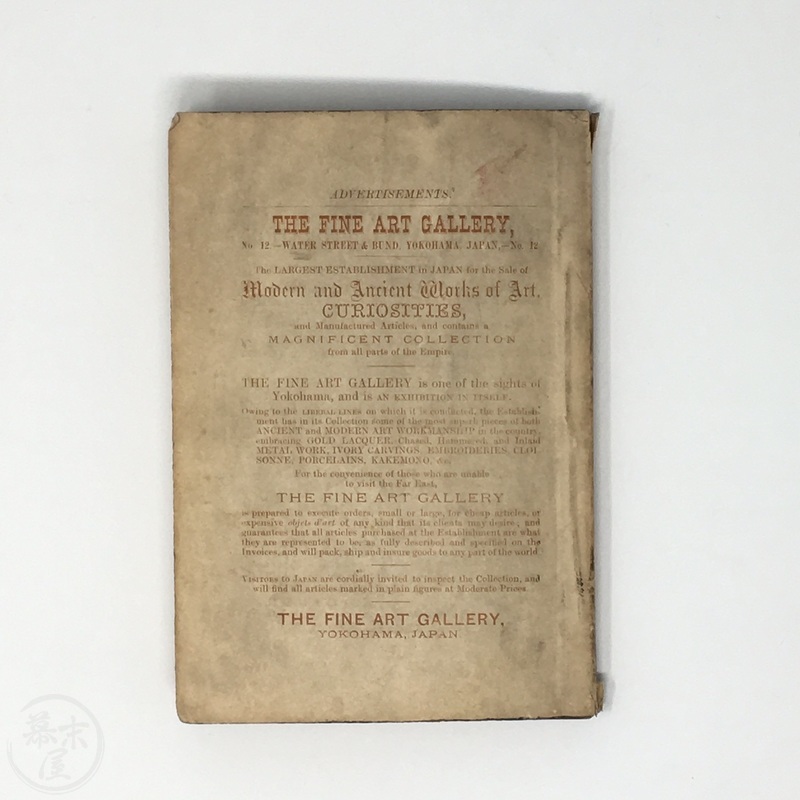 ADVERTISEMENTS.
THE FINE ART GALLERY,
No. 12 —WATER STREET & BUND, YOKOHAMA, JAPAN,—No. 12
The LARGEST ESTABLISHMENT in JAPAN for the Sale of
Modern and Ancient Works of Art,
CURIOSITIES,
and Manufactured Articles, and contains a
MAGNIFICENT COLLECTION
from all parts of the Empire.
THE FINE ART GALLERY is one of the sights of
Yokohama, and is AN EXHIBITION IN ITSELF.
Owing to the LIBERAL LINES on which it is conducted, the Establish-
ment has in its Collection some of the most superb pieces of both
ANCIENT and MODERN ART WORKMANSHIP in the country,
embracing GOLD LACQUER, Chased, Hammered, and Inlaid
METAL WORK, IVORY CARVINGS, EMBROIDERIES, CLOI-
SONNE, PORCELAINS, KAKEMONO, &c.
For the convenience of those who are unable
to visit the Far East,
THE FINE ART GALLERY
is prepared to execute orders, small or large, for cheap articles, or
expensive objets d'art of any kind that its clients may desire, and
guarantees that all articles purchased at the Establishment are what
they are represented to be, as fully described and specified on the
Invoices, and will pack, ship and insure goods to any part of the world
VISITORS TO JAPAN are cordially invited to inspect the Collection, and
will find all articles marked in plain figures at Moderate Prices.
THE FINE ART GALLERY,
YOKOHAMA, JAPAN
幕末
屋